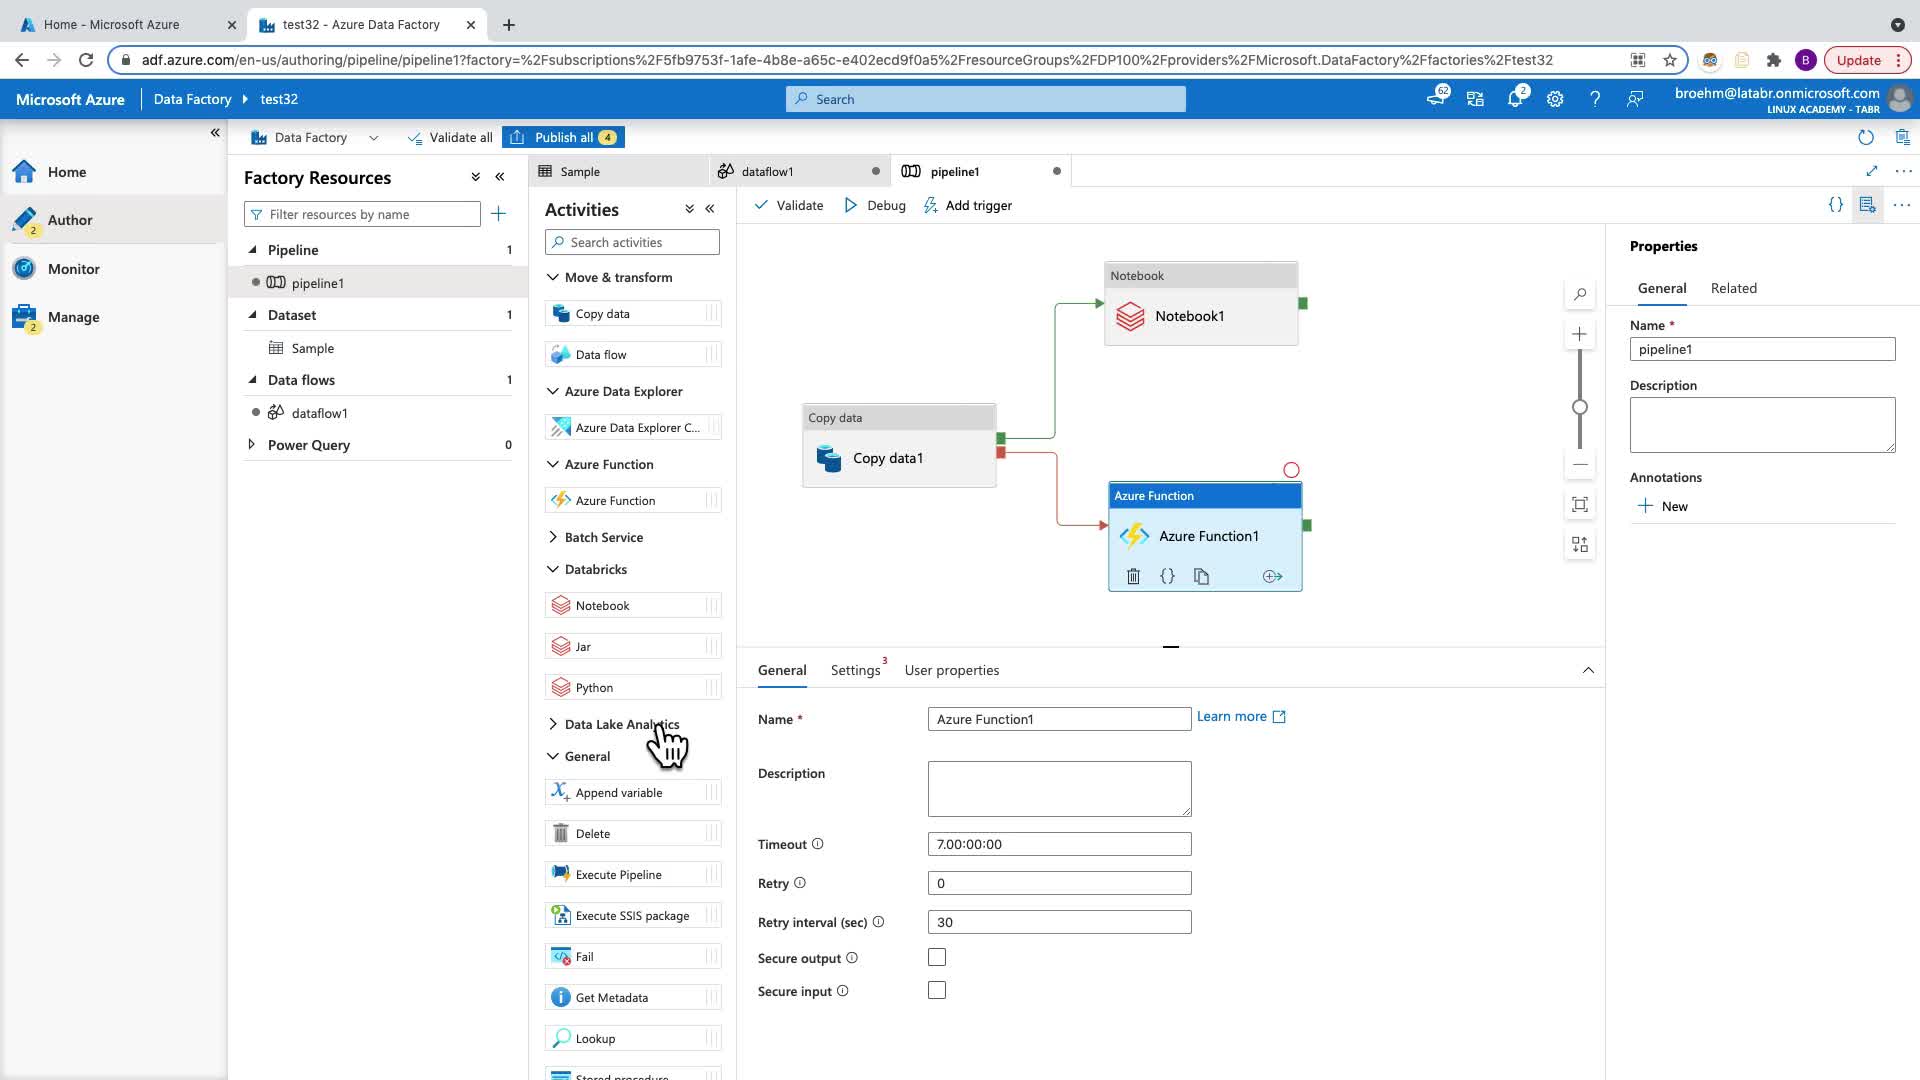 Home - Microsoft Azure
test32 - Azure Data Factory
adf.azure.com/en-us/authoring/pipeline/pipeline1?factory=%2Fsubscriptions%2F5fb9753f-1afe-4b8e-a65c-e402ecd9f0a5%2FresourceGroups%2FDP100%2Fproviders%2FMicrosoft.DataFactory%2Ffactories%2Ftest32
B
Update
Microsoft Azure
Data Factory
test32
Search
62
2
broehm@latabr.onmicrosoft.com
LINUX ACADEMY - TABR
Data Factory
Validate all
Publish all 4
Home
Author
2
Monitor
Manage
2
Factory Resources
Filter resources by name
Pipeline 1
pipeline1
Dataset 1
Sample
Data flows 1
dataflow1
Power Query 0
Sample
dataflow1
pipeline1
Activities
Search activities
Move & transform
Copy data
Data flow
Azure Data Explorer
Azure Data Explorer C...
Azure Function
Azure Function
Batch Service
Databricks
Notebook
Jar
Python
Data Lake Analytics
General
Append variable
Delete
Execute Pipeline
Execute SSIS package
Fail
Get Metadata
Lookup
Stored procedure
Validate
Debug
Add trigger
Notebook
Notebook1
Copy data
Copy data1
Azure Function
Azure Function1
General
Settings 3
User properties
Name *
Azure Function1
Learn more
Description
Timeout
7.00:00:00
Retry
0
Retry interval (sec)
30
Secure output
Secure input
Properties
General
Related
Name *
pipeline1
Description
Annotations
New